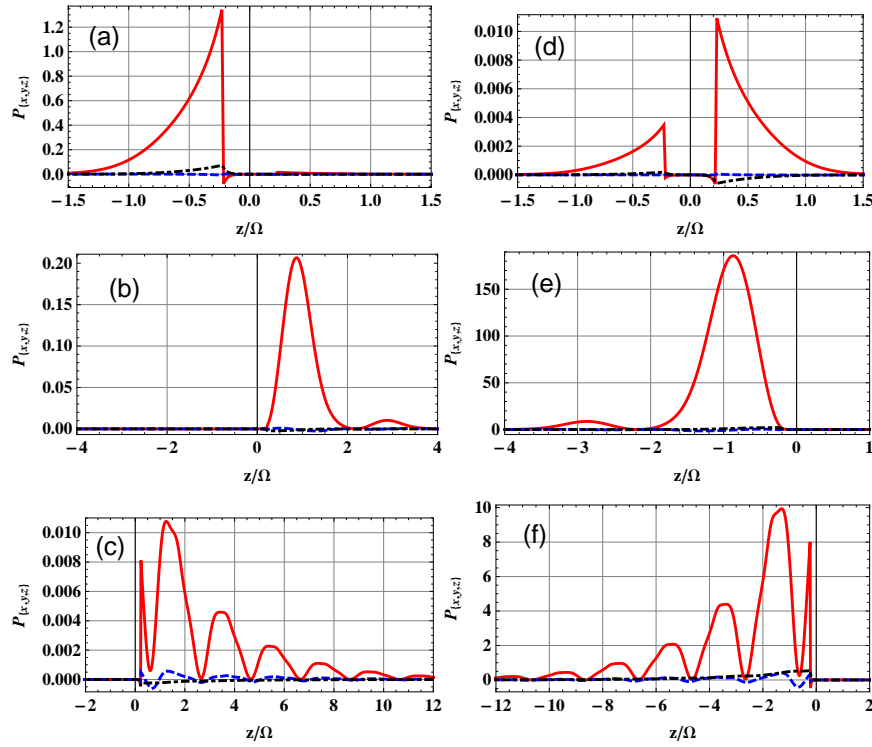 (a)
1.2
1.0
0.8
0.6
0.4
0.2
0.0
P{x,y,z}
−1.5 −1.0 −0.5 0.0 0.5 1.0 1.5
z/Ω
(d)
0.010
0.008
0.006
0.004
0.002
0.000
P{x,y,z}
−1.5 −1.0 −0.5 0.0 0.5 1.0 1.5
z/Ω
(b)
0.20
0.15
0.10
0.05
0.00
P{x,y,z}
−4 −2 0 2 4
z/Ω
(e)
150
100
50
0
P{x,y,z}
−4 −3 −2 −1 0 1
z/Ω
(c)
0.010
0.008
0.006
0.004
0.002
0.000
P{x,y,z}
−2 0 2 4 6 8 10 12
z/Ω
(f)
10
8
6
4
2
0
P{x,y,z}
−12 −10 −8 −6 −4 −2 0 2
z/Ω